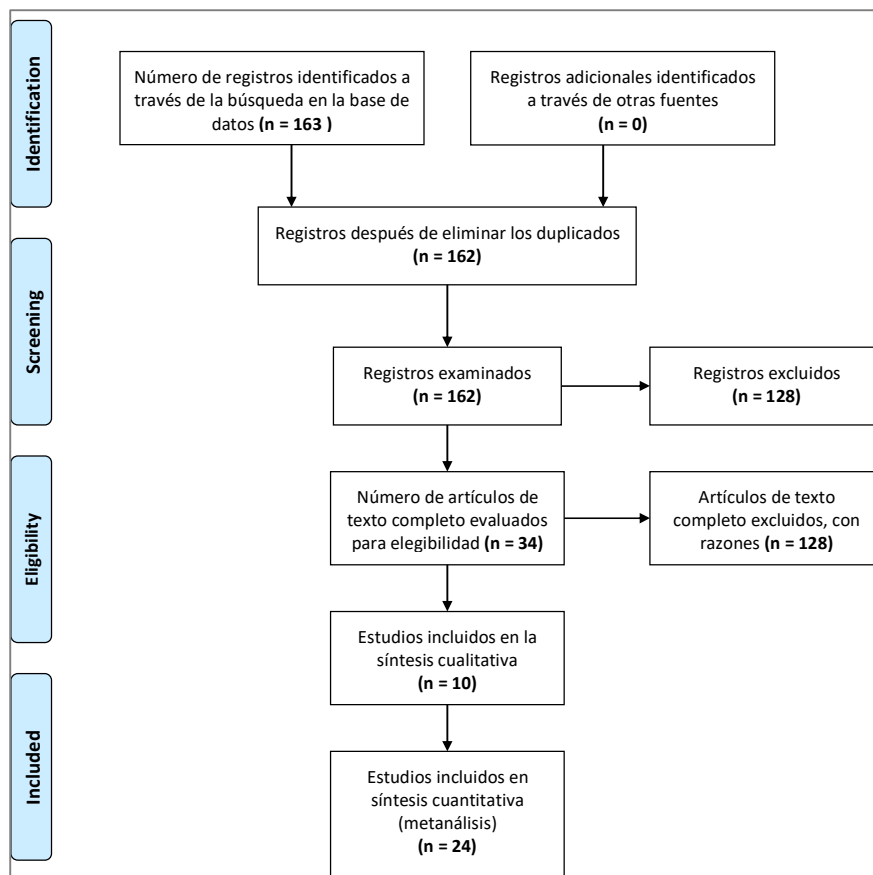 Identification
Número de registros identificados a
través de la búsqueda en la base de
datos (n = 163 )
Registros adicionales identificados
a través de otras fuentes
(n = 0)
Registros después de eliminar los duplicados
(n = 162)
Screening
Registros examinados
(n = 162)
Registros excluidos
(n = 128)
Eligibility
Número de artículos de
texto completo evaluados
para elegibilidad (n = 34)
Artículos de texto
completo excluidos, con
razones (n = 128)
Estudios incluidos en la
síntesis cualitativa
(n = 10)
Included
Estudios incluidos en
síntesis cuantitativa
(metanálisis)
(n = 24)